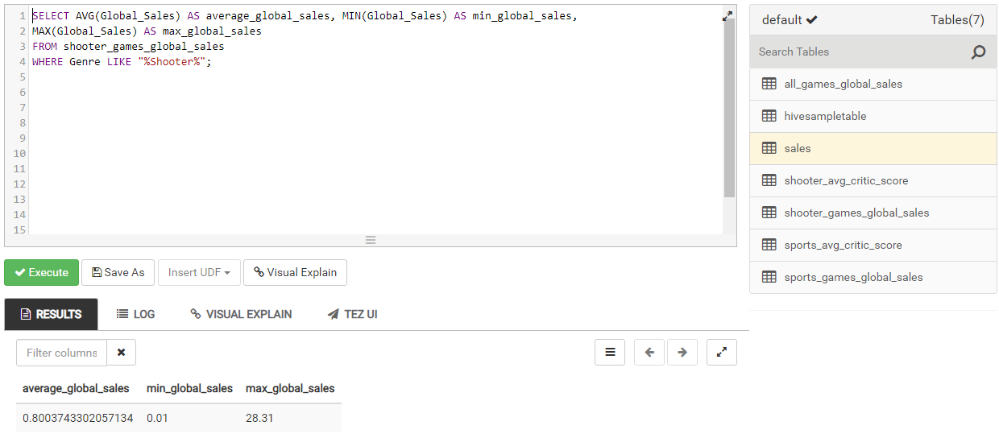 1 SELECT AVG(Global_Sales) AS average_global_sales, MIN(Global_Sales) AS min_global_sales,
2 MAX(Global_Sales) AS max_global_sales
3 FROM shooter_games_global_sales
4 WHERE Genre LIKE "%Shooter%";
5
6
7
8
9
10
11
12
13
14
15
Execute Save As Insert UDF Visual Explain
RESULTS LOG VISUAL EXPLAIN TEZ UI
Filter columns
average_global_sales min_global_sales max_global_sales
0.8003743302057134 0.01 28.31
default Tables(7)
Search Tables
all_games_global_sales
hivesampletable
sales
shooter_avg_critic_score
shooter_games_global_sales
sports_avg_critic_score
sports_games_global_sales